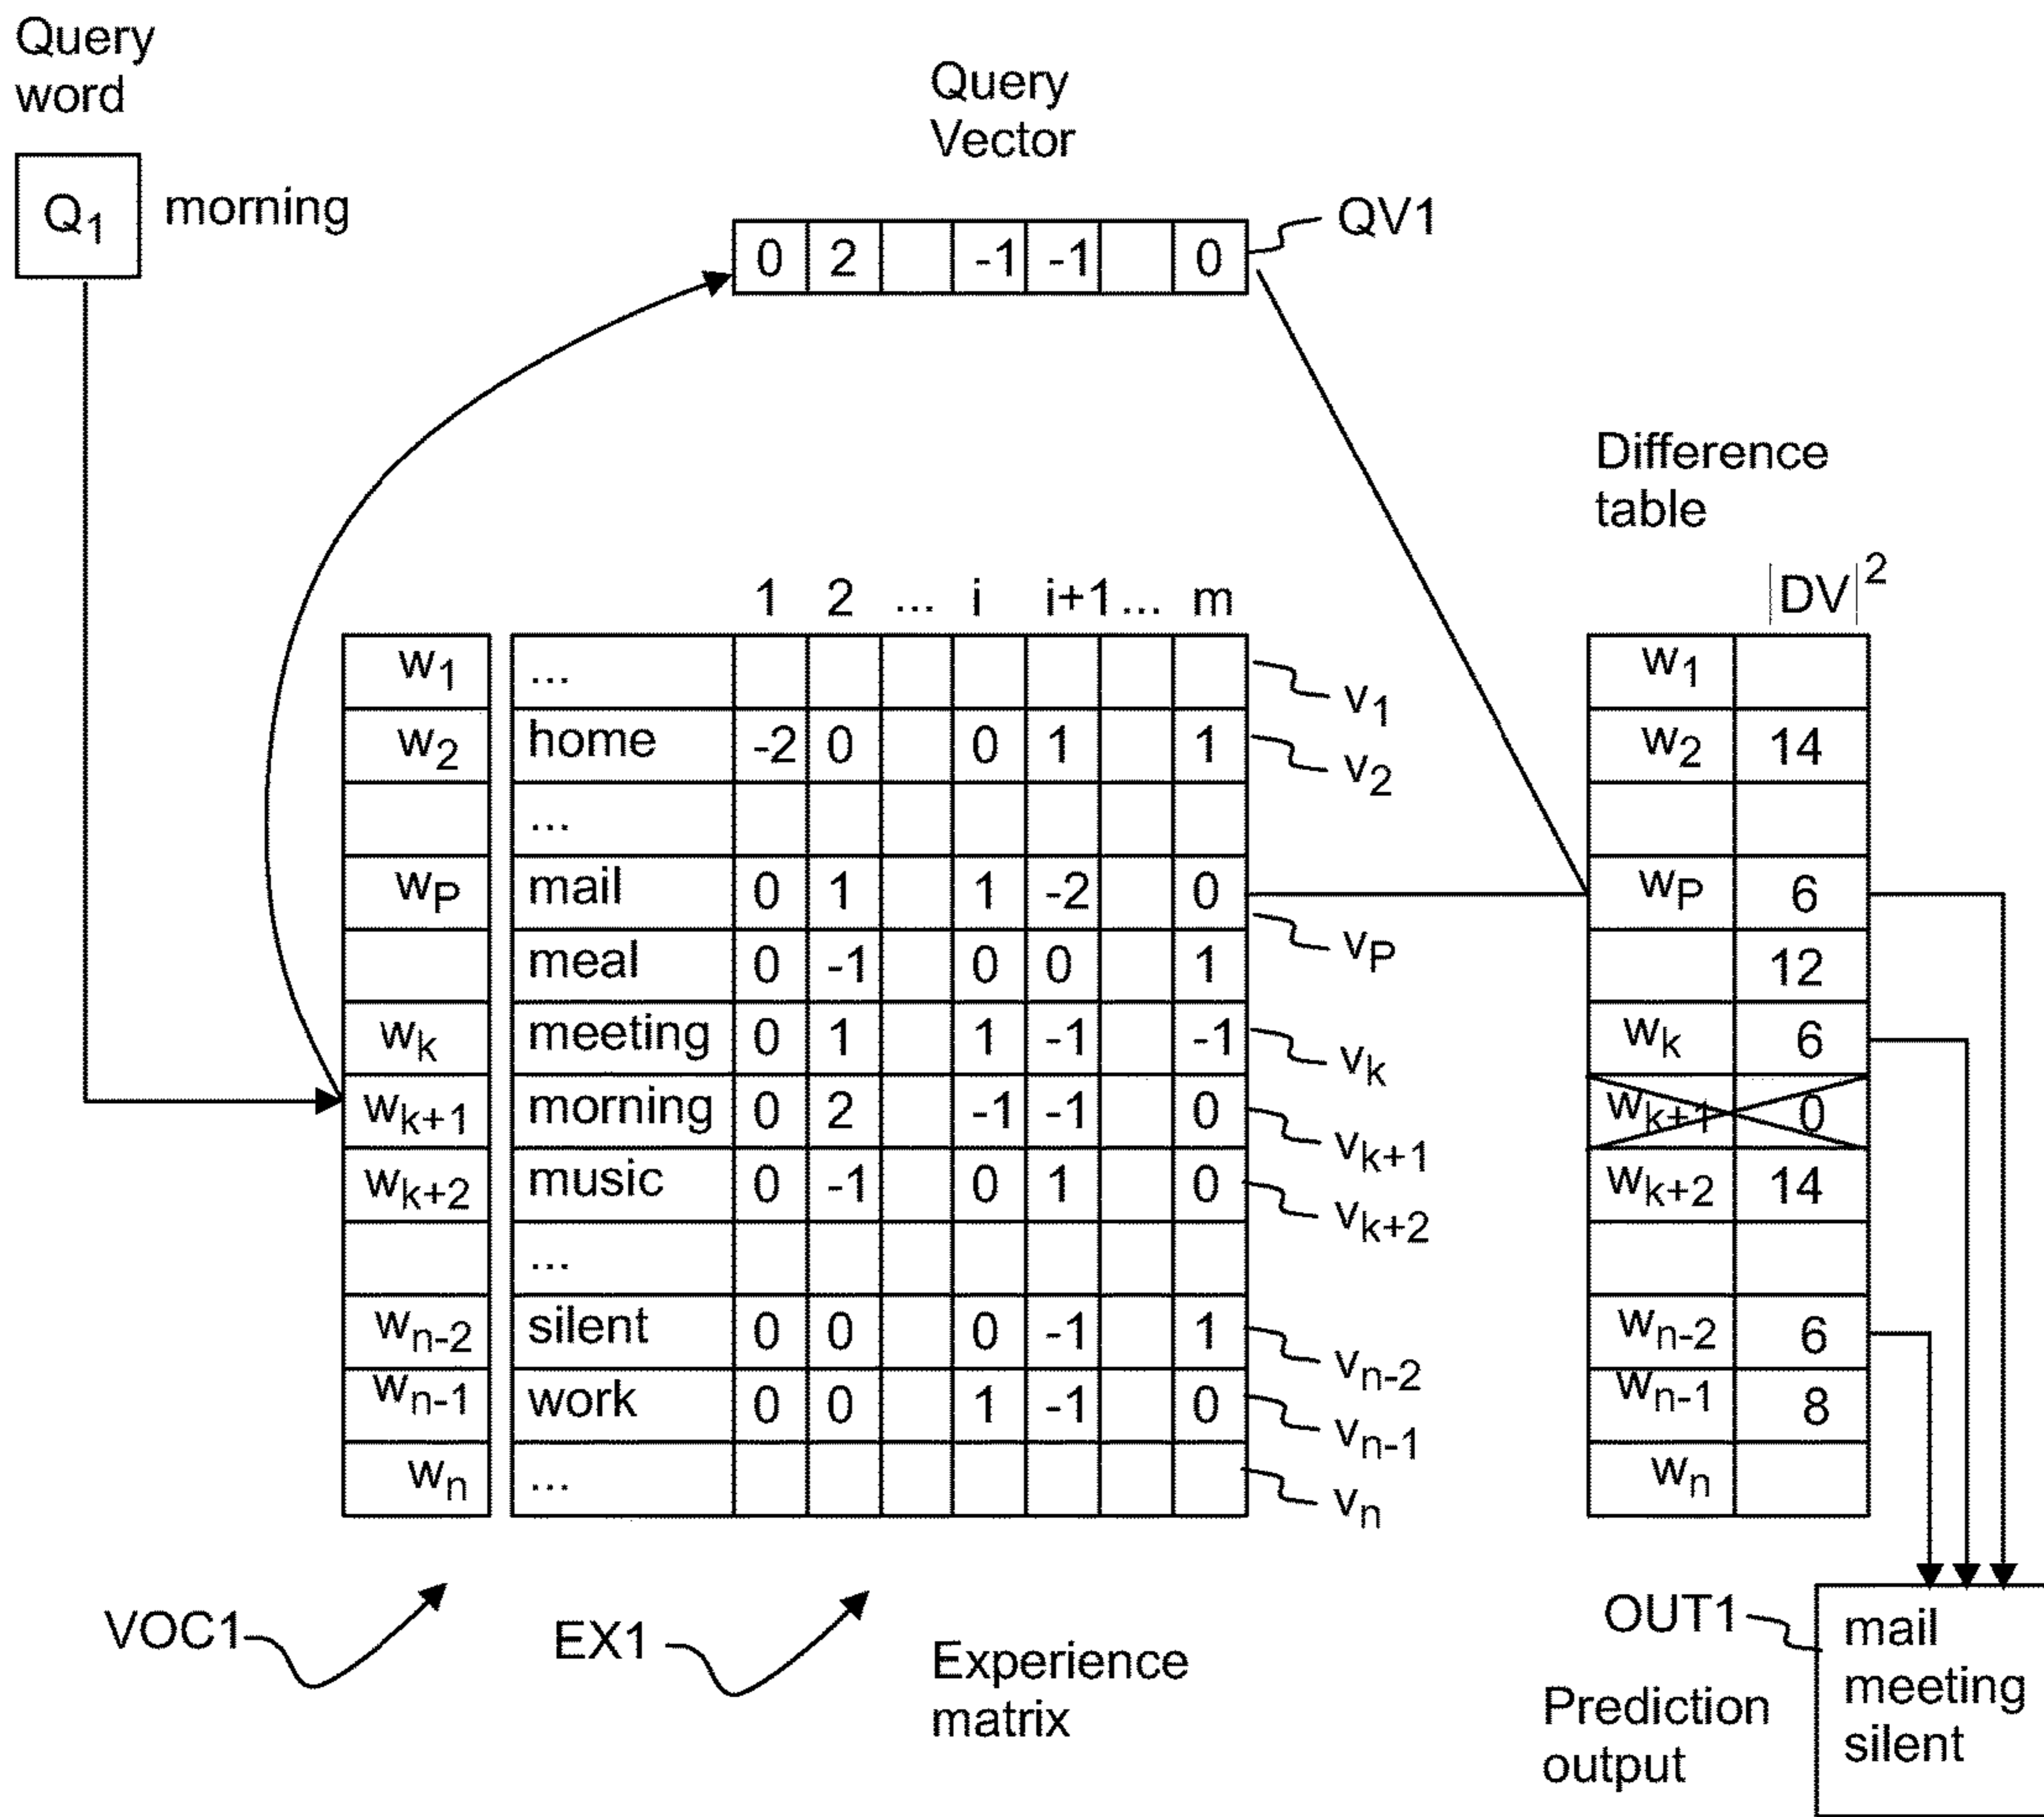 Query
word
Q1 morning
Query
Vector
0 2 -1 -1 0
QV1
Difference
table
|DV|²
1 2 ... i i+1 ... m
w1 ...
v1
w1
w2 home -2 0 0 1 1
v2
w2 14
...
wP mail 0 1 1 -2 0
vP
wP 6
meal 0 -1 0 0 1
12
wk meeting 0 1 1 -1 -1
vk
wk 6
wk+1 morning 0 2 -1 -1 0
vk+1
wk+1 0
wk+2 music 0 -1 0 1 0
vk+2
wk+2 14
...
wn-2 silent 0 0 0 -1 1
vn-2
wn-2 6
wn-1 work 0 0 1 -1 0
vn-1
wn-1 8
wn ...
vn
wn
VOC1
EX1
Experience
matrix
OUT1
Prediction
output
mail
meeting
silent